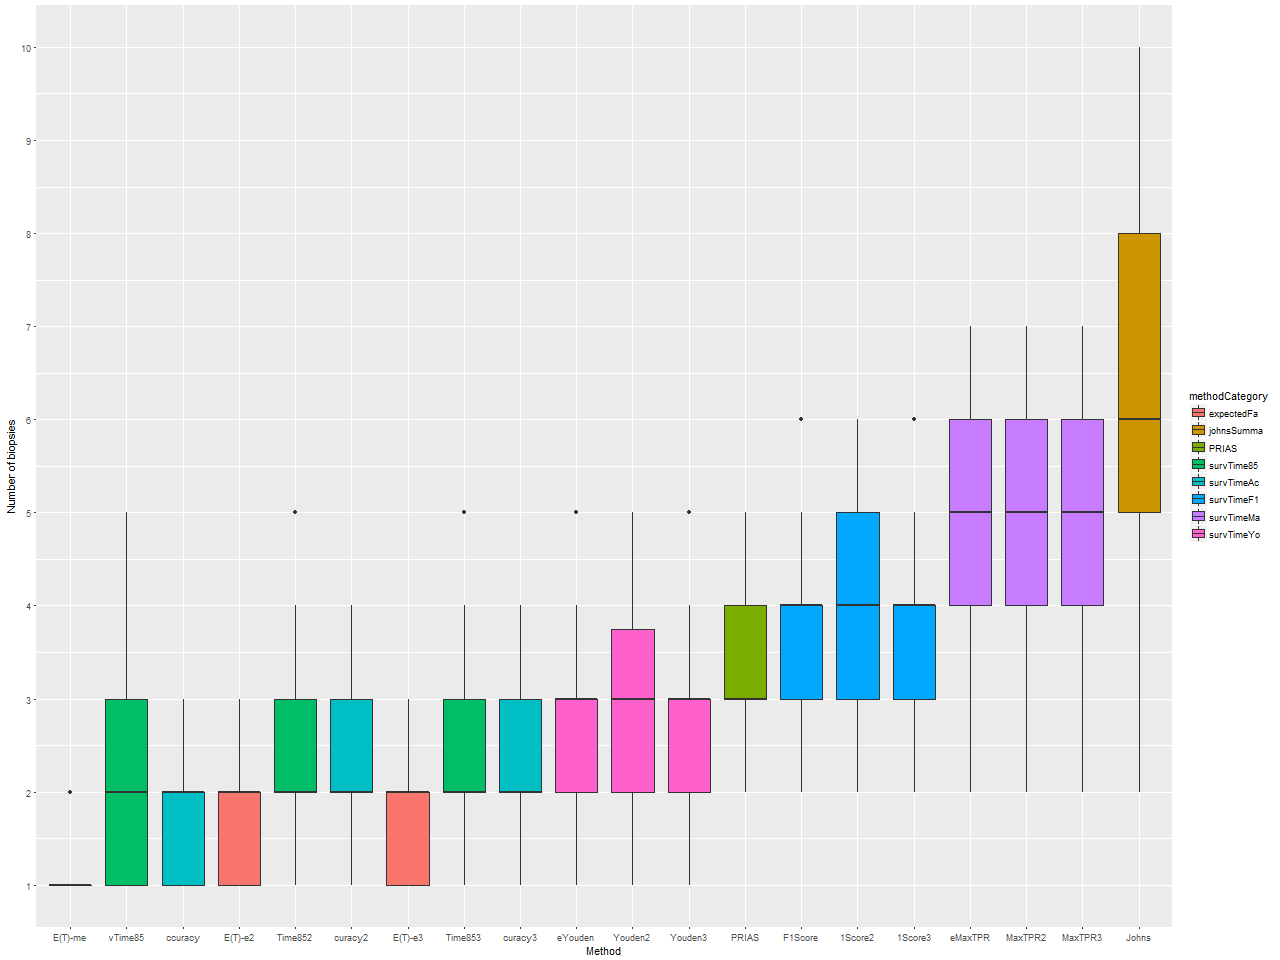 10
9
8
7
6
5
4
3
2
1
Number of biopsies
E(T)-me vTime85 ccuracy E(T)-e2 Time852 curacy2 E(T)-e3 Time853 curacy3 eYouden Youden2 Youden3 PRIAS F1Score 1Score2 1Score3 eMaxTPR MaxTPR2 MaxTPR3 Johns
Method
methodCategory
expectedFa
johnsSumma
PRIAS
survTime85
survTimeAc
survTimeF1
survTimeMa
survTimeYo